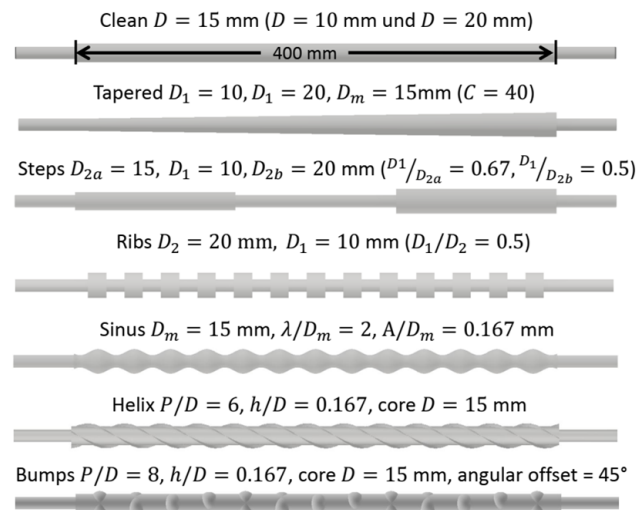 Clean D = 15 mm (D = 10 mm und D = 20 mm)
400 mm
Tapered D₁ = 10, D₁ = 20, Dₘ = 15mm (C = 40)
Steps D₂ₐ = 15, D₁ = 10, D₂b = 20 mm (D1/D₂ₐ = 0.67, D1/D₂b = 0.5)
Ribs D₂ = 20 mm, D₁ = 10 mm (D₁/D₂ = 0.5)
Sinus Dₘ = 15 mm, λ/Dₘ = 2, A/Dₘ = 0.167 mm
Helix P/D = 6, h/D = 0.167, core D = 15 mm
Bumps P/D = 8, h/D = 0.167, core D = 15 mm, angular offset = 45°